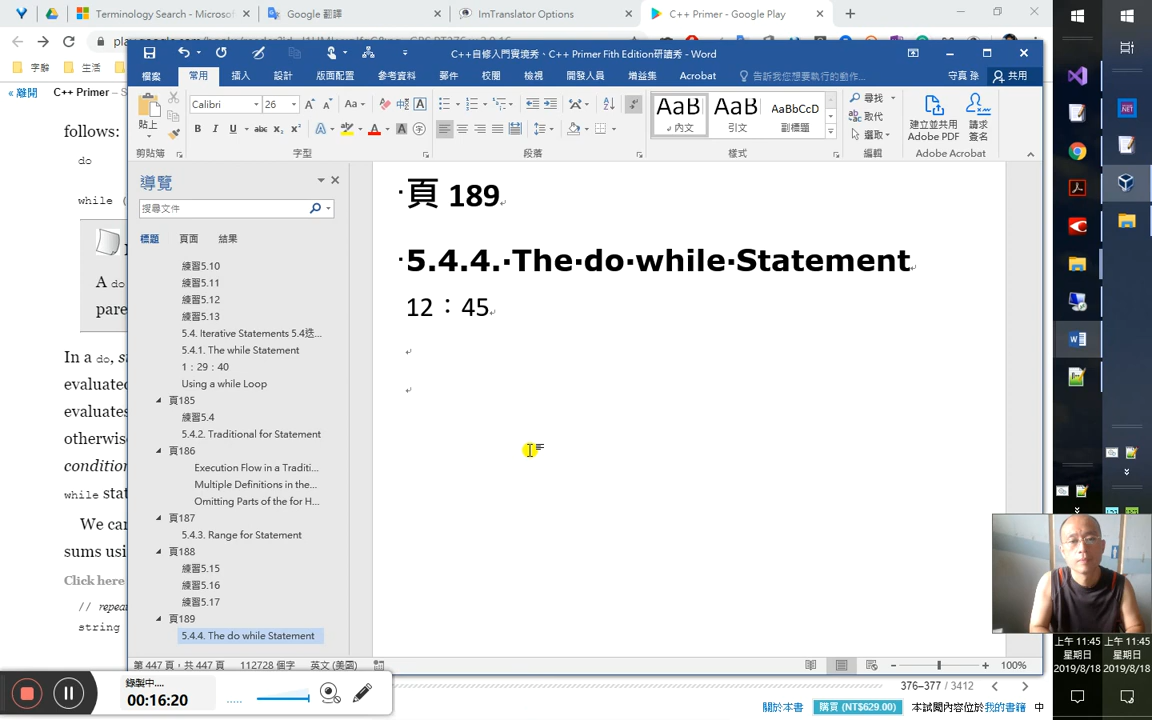 Terminology Search - Microsof
Google 翻譯
ImTranslator Options
C++ Primer - Google Play
字辭
生活
« 離開
C++ Primer
follows:
do
while (
A do
pare
In a do, s
evaluated
evaluates
otherwise
condition
while stat
We can
sums usi
Click here
// repea
string
C++自修入門實境秀、C++ Primer Fith Edition研讀秀 - Word
檔案
常用
插入
設計
版面配置
參考資料
郵件
校閱
檢視
開發人員
增益集
Acrobat
告訴我您想要執行的動作...
守真 孫
共用
貼上
剪貼簿
Calibri
26
字型
段落
AaB
內文
AaB
引文
AaBbCcD
副標題
樣式
尋找
取代
選取
編輯
建立並共用
Adobe PDF
請求
簽名
Adobe Acrobat
導覽
搜尋文件
標題
頁面
結果
練習5.10
練習5.11
練習5.12
練習5.13
5.4. Iterative Statements 5.4迭...
5.4.1. The while Statement
1：29：40
Using a while Loop
頁185
練習5.4
5.4.2. Traditional for Statement
頁186
Execution Flow in a Traditi...
Multiple Definitions in the...
Omitting Parts of the for H...
頁187
5.4.3. Range for Statement
頁188
練習5.15
練習5.16
練習5.17
頁189
5.4.4. The do while Statement
頁 189
5.4.4. The do while Statement
12：45
第 447 頁，共 447 頁
112728 個字
英文 (美國)
100%
錄製中....
00:16:20
376–377 / 3412
關於本書
購買 (NT$629.00)
本試閱內容位於我的書籍
中
上午 11:45
星期日
2019/8/18
上午 11:45
星期日
2019/8/18